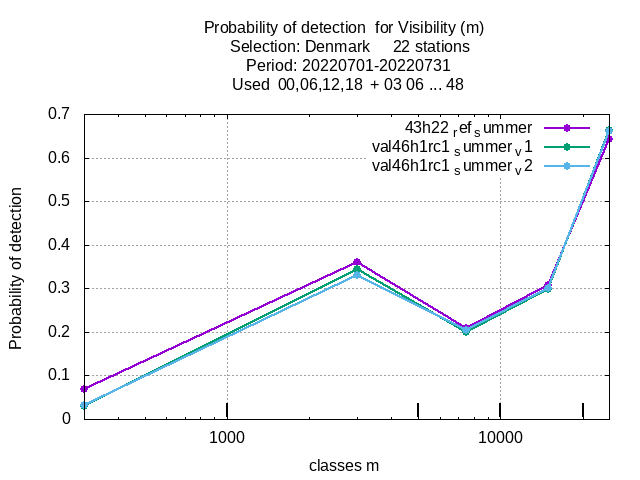 Probability of detection  for Visibility (m)
Selection: Denmark     22 stations
Period: 20220701-20220731
Used  00,06,12,18  + 03 06 ... 48
43h22 ref summer
val46h1rc1 summer v1
val46h1rc1 summer v2
0.7
0.6
0.5
0.4
0.3
0.2
0.1
0
Probability of detection
1000
10000
classes m